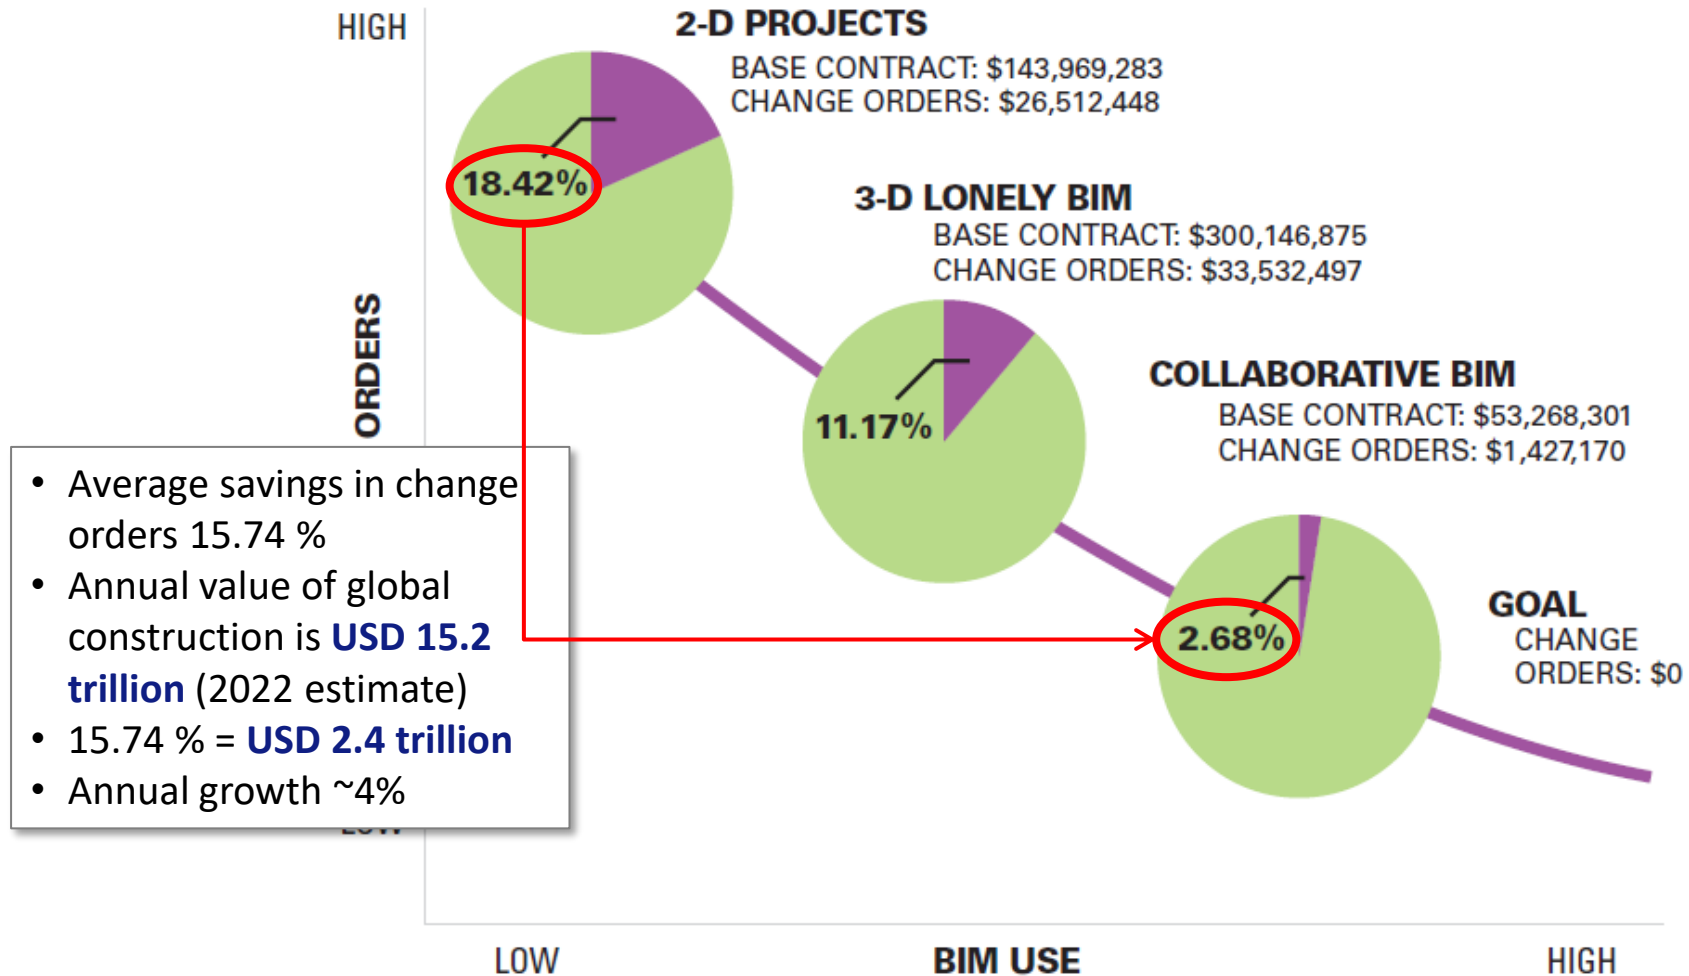 HIGH
2-D PROJECTS
BASE CONTRACT: $143,969,283
CHANGE ORDERS: $26,512,448
18.42%
3-D LONELY BIM
BASE CONTRACT: $300,146,875
CHANGE ORDERS: $33,532,497
11.17%
ORDERS
COLLABORATIVE BIM
BASE CONTRACT: $53,268,301
CHANGE ORDERS: $1,427,170
2.68%
GOAL
CHANGE
ORDERS: $0
• Average savings in change
orders 15.74 %
• Annual value of global
construction is USD 15.2
trillion (2022 estimate)
• 15.74 % = USD 2.4 trillion
• Annual growth ~4%
LOW
BIM USE
HIGH